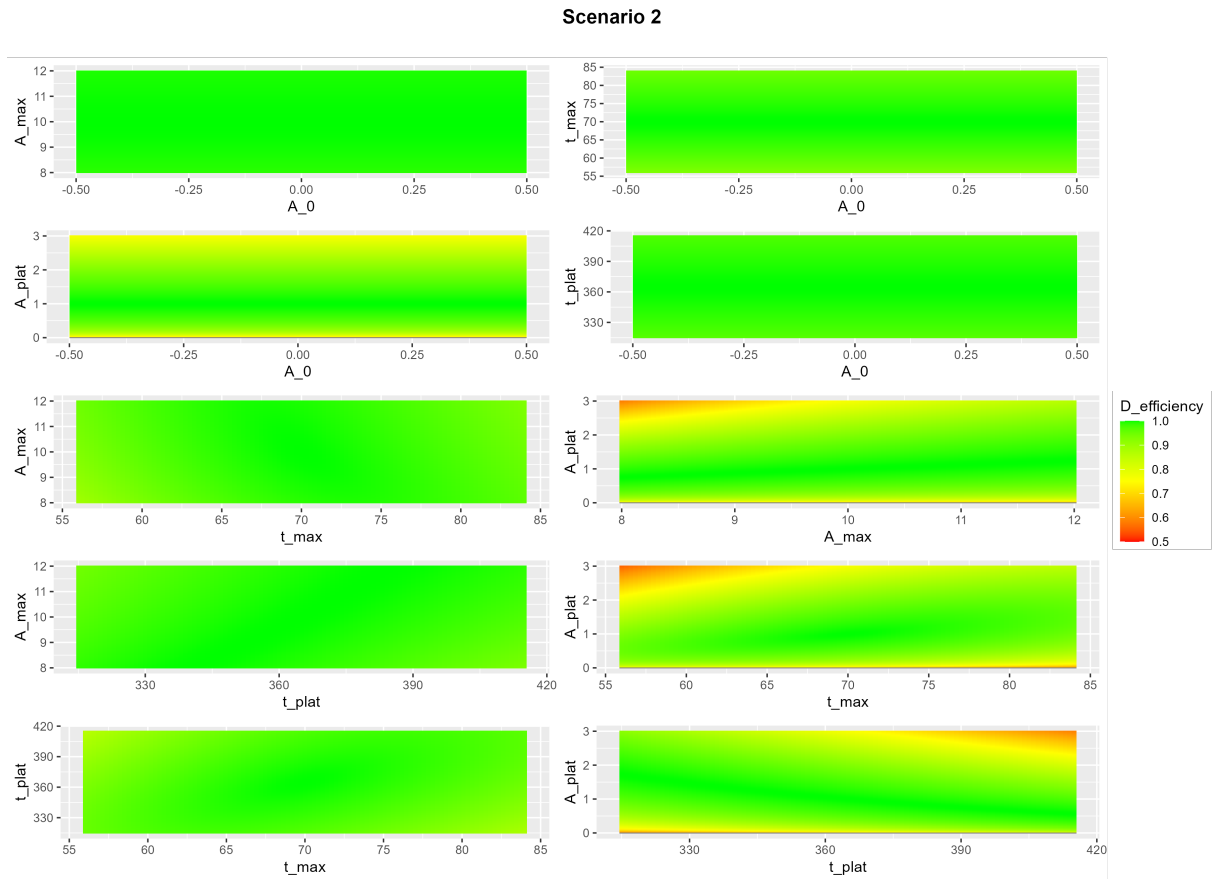 Scenario 2
12
11
10
9
8
A_max
-0.50 -0.25 0.00 0.25 0.50
A_0
85
80
75
70
65
60
55
t_max
-0.50 -0.25 0.00 0.25 0.50
A_0
3
2
1
0
A_plat
-0.50 -0.25 0.00 0.25 0.50
A_0
420
390
360
330
t_plat
-0.50 -0.25 0.00 0.25 0.50
A_0
12
11
10
9
8
A_max
55 60 65 70 75 80 85
t_max
3
2
1
0
A_plat
8 9 10 11 12
A_max
D_efficiency
1.0
0.9
0.8
0.7
0.6
0.5
12
11
10
9
8
A_max
330 360 390 420
t_plat
3
2
1
0
A_plat
55 60 65 70 75 80 85
t_max
420
390
360
330
t_plat
55 60 65 70 75 80 85
t_max
3
2
1
0
A_plat
330 360 390 420
t_plat